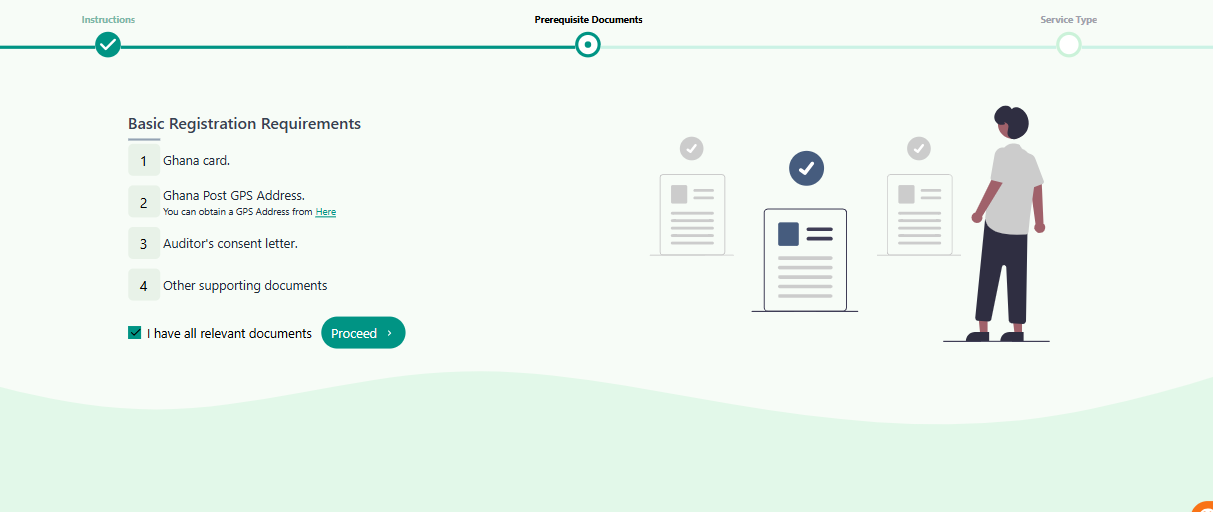 Instructions
Prerequisite Documents
Service Type
Basic Registration Requirements
1 Ghana card.
2 Ghana Post GPS Address.
You can obtain a GPS Address from Here
3 Auditor's consent letter.
4 Other supporting documents
I have all relevant documents Proceed ›